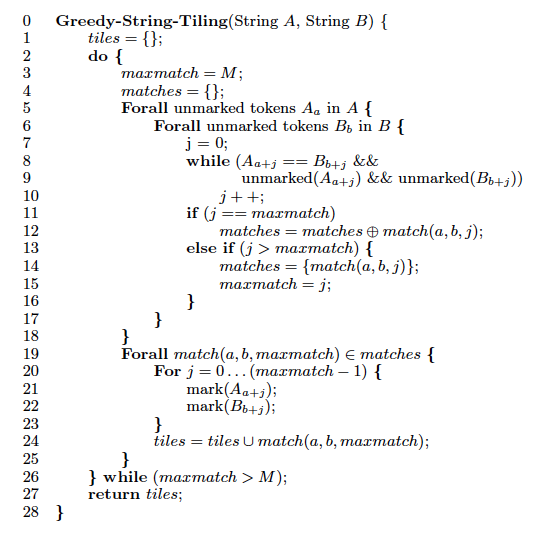 0 Greedy-String-Tiling(String A, String B) {
1 tiles = {};
2 do {
3 maxmatch = M;
4 matches = {};
5 Forall unmarked tokens Aₐ in A {
6 Forall unmarked tokens B_b in B {
7 j = 0;
8 while (A_{a+j} == B_{b+j} &&
9 unmarked(A_{a+j}) && unmarked(B_{b+j}))
10 j + +;
11 if (j == maxmatch)
12 matches = matches ⊕ match(a, b, j);
13 else if (j > maxmatch) {
14 matches = {match(a, b, j)};
15 maxmatch = j;
16 }
17 }
18 }
19 Forall match(a, b, maxmatch) ∈ matches {
20 For j = 0 . . . (maxmatch − 1) {
21 mark(A_{a+j});
22 mark(B_{b+j});
23 }
24 tiles = tiles ∪ match(a, b, maxmatch);
25 }
26 } while (maxmatch > M);
27 return tiles;
28 }